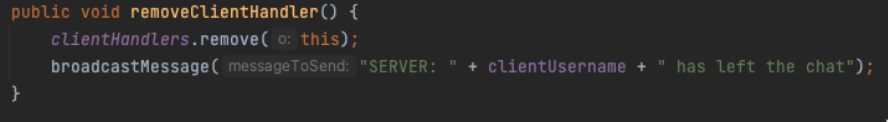 public void removeClientHandler() {
clientHandlers.remove( o: this);
broadcastMessage( messageToSend: "SERVER: " + clientUsername + " has left the chat");
}